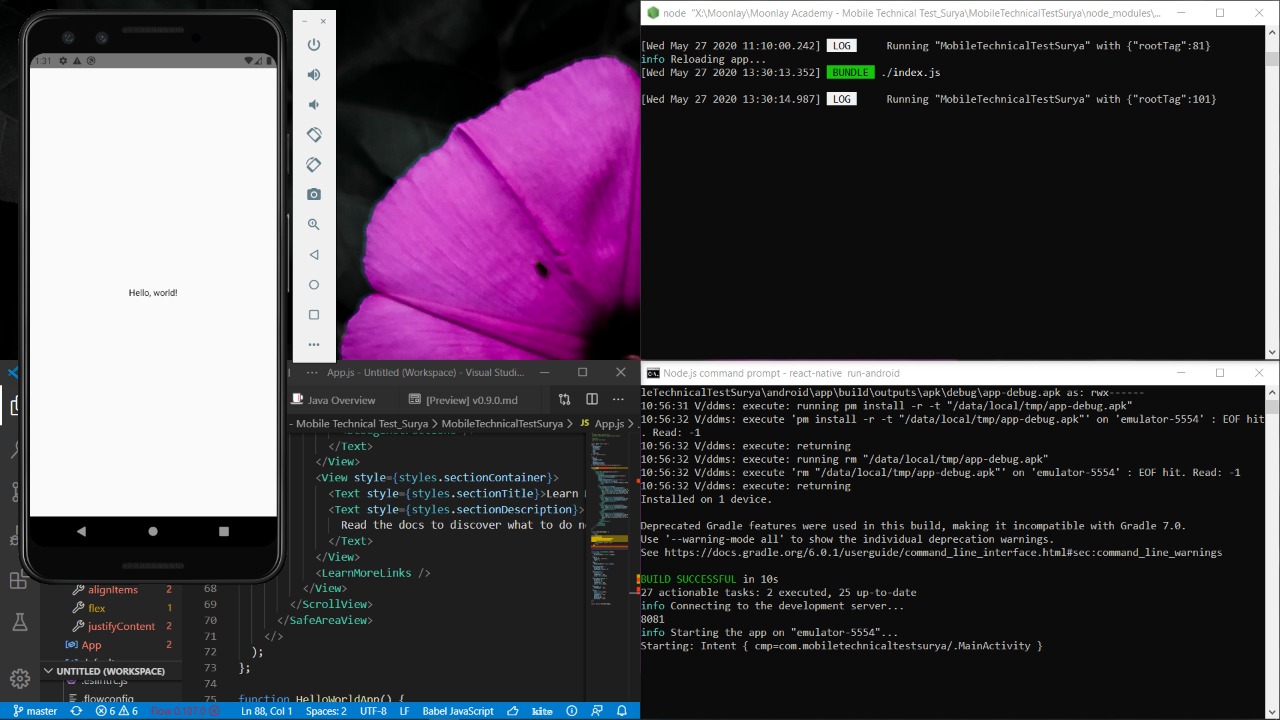 1:31
Hello, world!
node "X:\Moonlay\Moonlay Academy - Mobile Technical Test_Surya\MobileTechnicalTestSurya\node_modules\...
[Wed May 27 2020 11:10:00.242] LOG Running "MobileTechnicalTestSurya" with {"rootTag":81}
info Reloading app...
[Wed May 27 2020 13:30:13.352] BUNDLE ./index.js
[Wed May 27 2020 13:30:14.987] LOG Running "MobileTechnicalTestSurya" with {"rootTag":101}
Node.js command prompt - react-native run-android
leTechnicalTestSurya\android\app\build\outputs\apk\debug\app-debug.apk as: rwx------
10:56:31 V/ddms: execute: running pm install -r -t "/data/local/tmp/app-debug.apk"
10:56:32 V/ddms: execute 'pm install -r -t "/data/local/tmp/app-debug.apk"' on 'emulator-5554' : EOF hit
. Read: -1
10:56:32 V/ddms: execute: returning
10:56:32 V/ddms: execute: running rm "/data/local/tmp/app-debug.apk"
10:56:32 V/ddms: execute 'rm "/data/local/tmp/app-debug.apk"' on 'emulator-5554' : EOF hit. Read: -1
10:56:32 V/ddms: execute: returning
Installed on 1 device.
Deprecated Gradle features were used in this build, making it incompatible with Gradle 7.0.
Use '--warning-mode all' to show the individual deprecation warnings.
See https://docs.gradle.org/6.0.1/userguide/command_line_interface.html#sec:command_line_warnings
BUILD SUCCESSFUL in 10s
27 actionable tasks: 2 executed, 25 up-to-date
info Connecting to the development server...
8081
info Starting the app on "emulator-5554"...
Starting: Intent { cmp=com.mobiletechnicaltestsurya/.MainActivity }
App.js - Untitled (Workspace) - Visual Studi...
Java Overview [Preview] v0.9.0.md
- Mobile Technical Test_Surya > MobileTechnicalTestSurya > JS App.js > .
</Text>
</View>
<View style={styles.sectionContainer}>
<Text style={styles.sectionTitle}>Learn
<Text style={styles.sectionDescription}>
Read the docs to discover what to do n
</Text>
</View>
<LearnMoreLinks />
68 </View>
69 </ScrollView>
70 </SafeAreaView>
71 </>
72 );
73 };
74
75 function HelloWorldApp() {
alignItems 2
flex 1
justifyContent 2
App 2
UNTITLED (WORKSPACE)
.eslintrc.js
.flowconfig
master 6 6 Flow 0.107.0 Ln 88, Col 1 Spaces: 2 UTF-8 LF Babel JavaScript kite